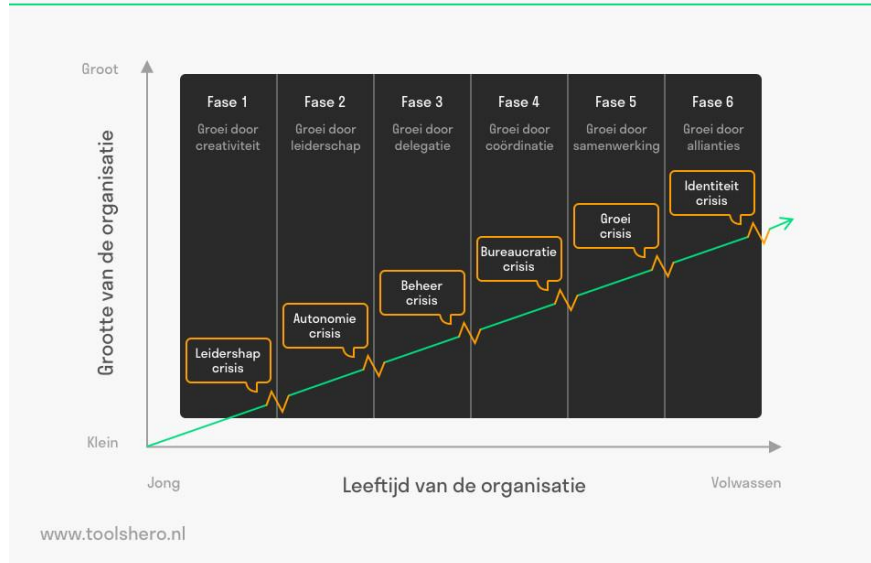 Groot
Grootte van de organisatie
Klein
Fase 1
Groei door
creativiteit
Fase 2
Groei door
leiderschap
Fase 3
Groei door
delegatie
Fase 4
Groei door
coördinatie
Fase 5
Groei door
samenwerking
Fase 6
Groei door
allianties
Leidershap
crisis
Autonomie
crisis
Beheer
crisis
Bureaucratie
crisis
Groei
crisis
Identiteit
crisis
Jong
Leeftijd van de organisatie
Volwassen
www.toolshero.nl